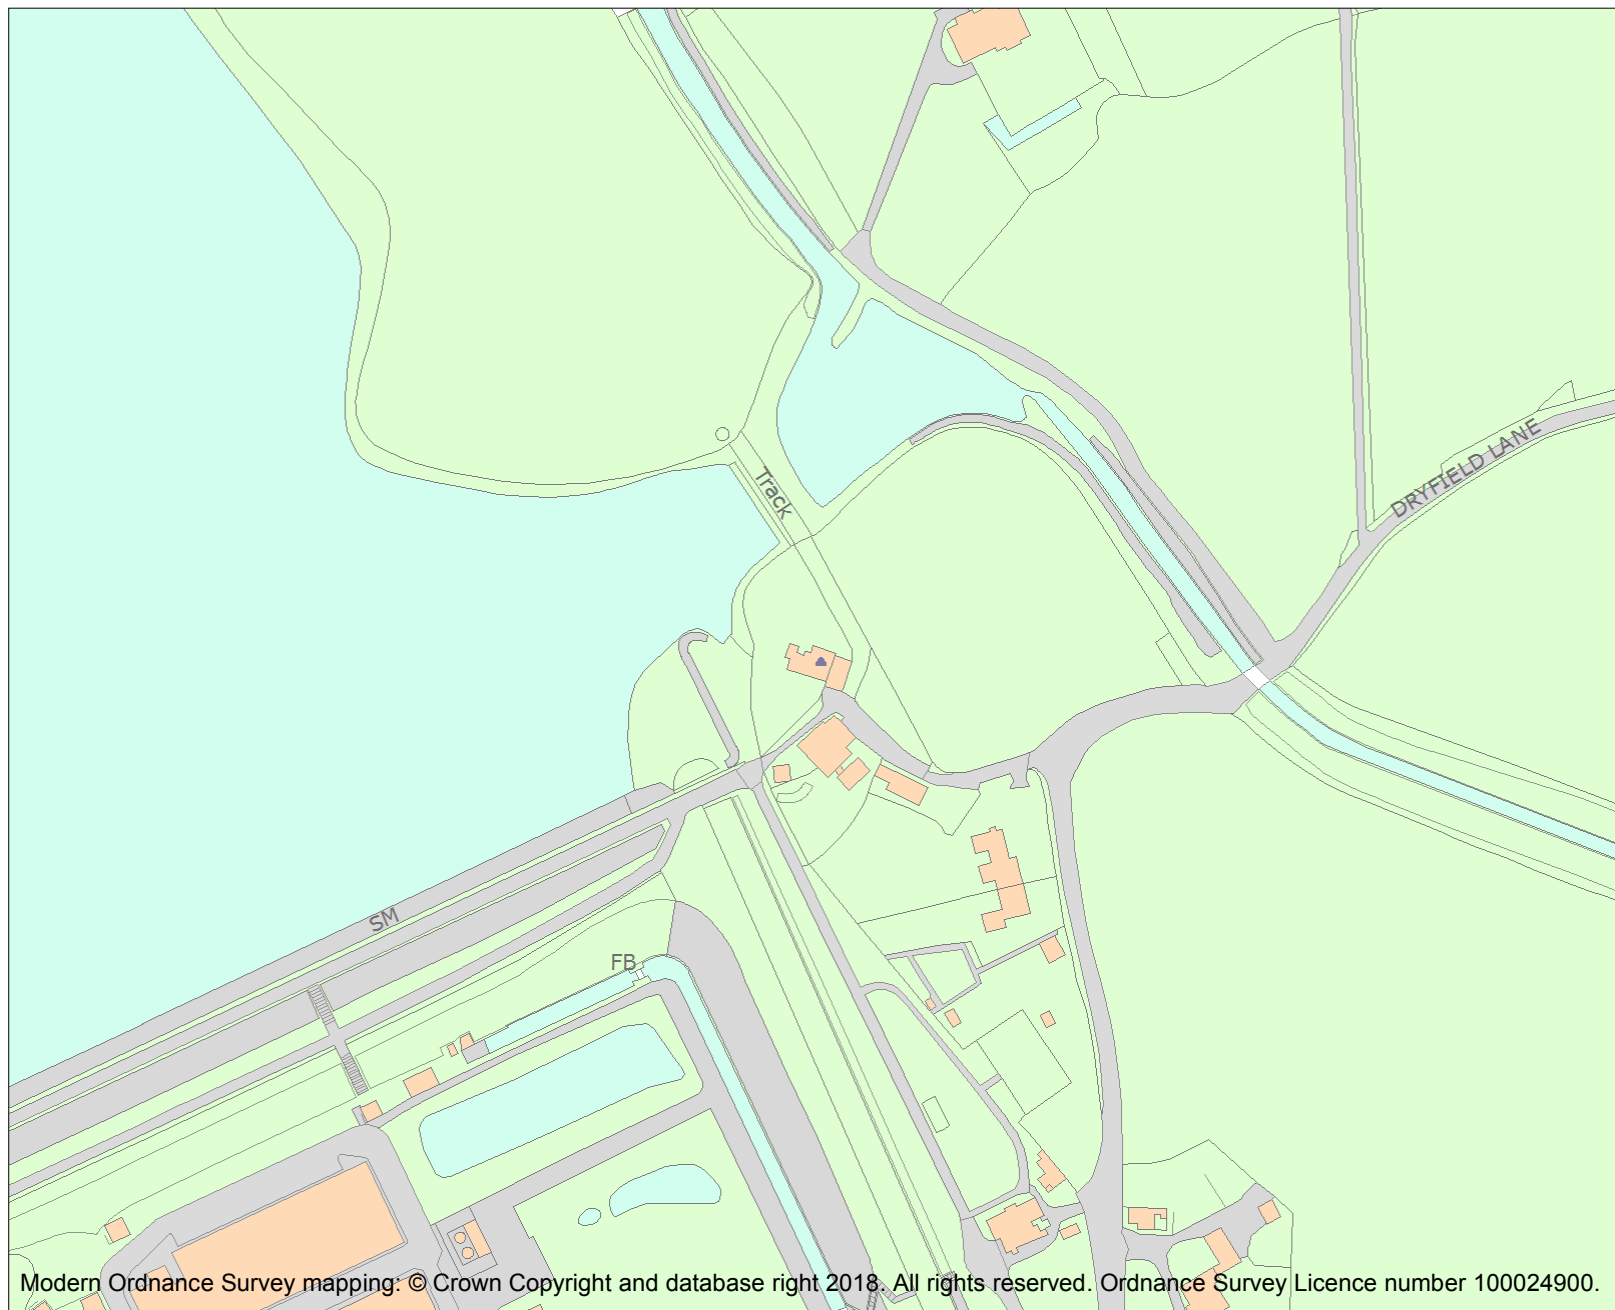 Track
DRYFIELD LANE
SM
FB
Modern Ordnance Survey mapping: © Crown Copyright and database right 2018. All rights reserved. Ordnance Survey Licence number 100024900.